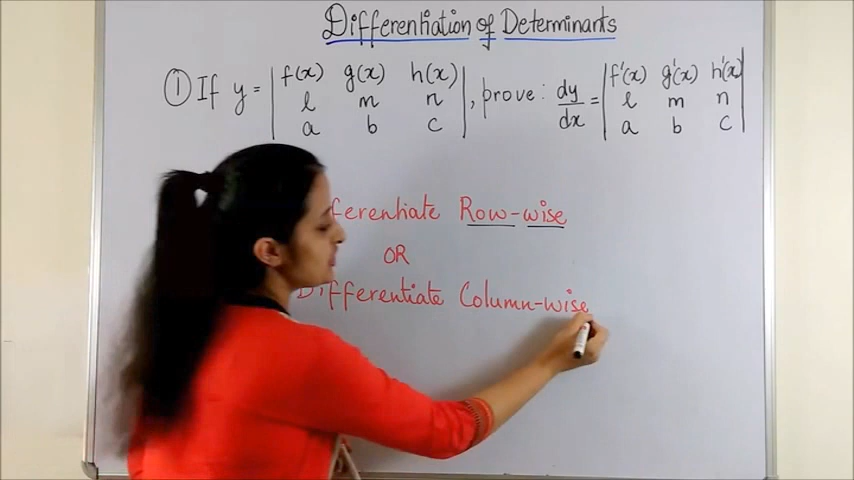 Differentiation of Determinants
① If y = | f(x) g(x) h(x) | , prove : dy/dx = | f'(x) g'(x) h'(x) |
l m n l m n
a b c a b c
ferentiate Row-wise
OR
Differentiate Column-wise